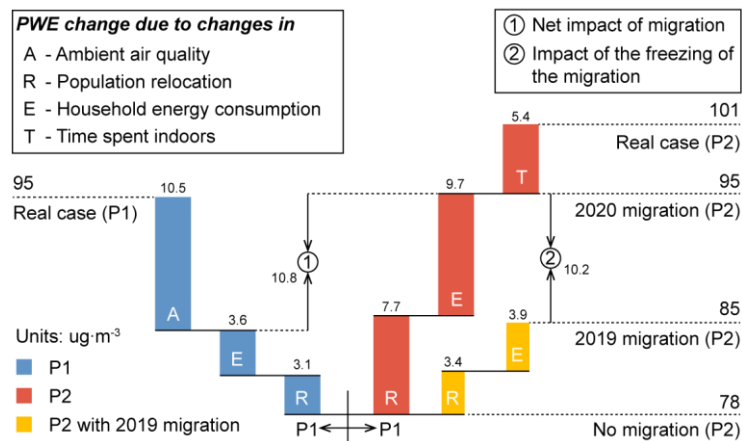 PWE change due to changes in
A - Ambient air quality
R - Population relocation
E - Household energy consumption
T - Time spent indoors
1 Net impact of migration
2 Impact of the freezing of
the migration
95
Real case (P1)
10.5
A
3.6
E
3.1
R
1
10.8
7.7
R
9.7
E
5.4
T
3.4
R
3.9
E
2
10.2
101
Real case (P2)
95
2020 migration (P2)
85
2019 migration (P2)
78
No migration (P2)
Units: ug·m-3
P1
P2
P2 with 2019 migration
P1 P1